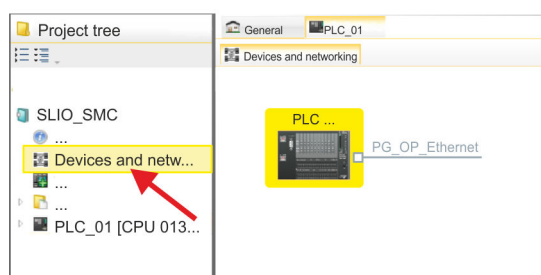 Project tree
General
PLC_01
Devices and networking
SLIO_SMC
...
Devices and netw...
...
...
PLC_01 [CPU 013...
PLC ...
PG_OP_Ethernet